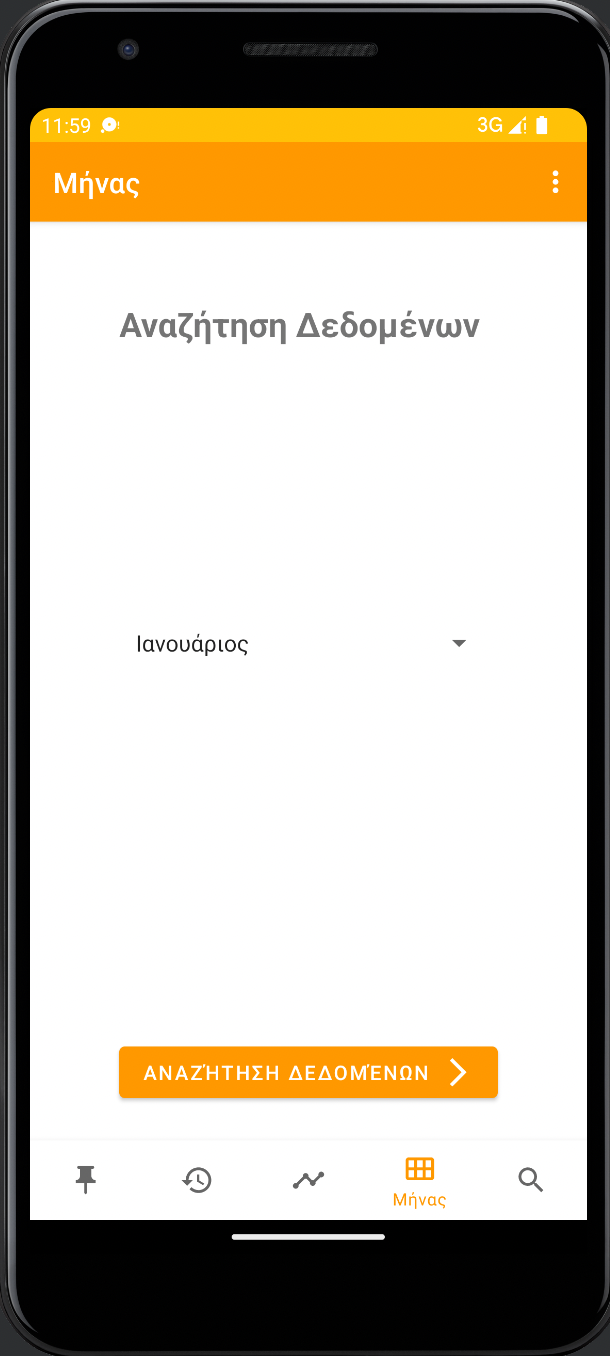 11:59
3G
Μήνας
Αναζήτηση Δεδομένων
Ιανουάριος
ΑΝΑΖΉΤΗΣΗ ΔΕΔΟΜΈΝΩΝ
Μήνας